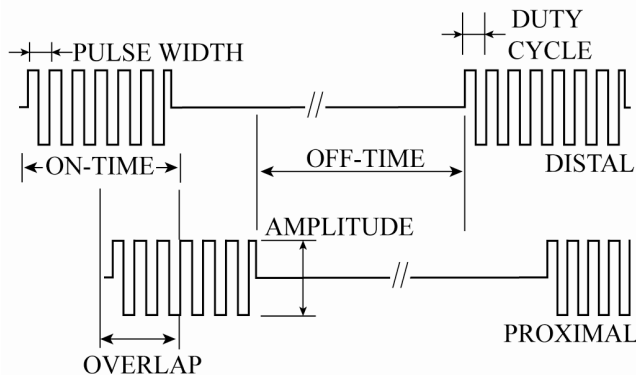 DUTY
CYCLE
PULSE WIDTH
ON-TIME
OFF-TIME
DISTAL
AMPLITUDE
PROXIMAL
OVERLAP